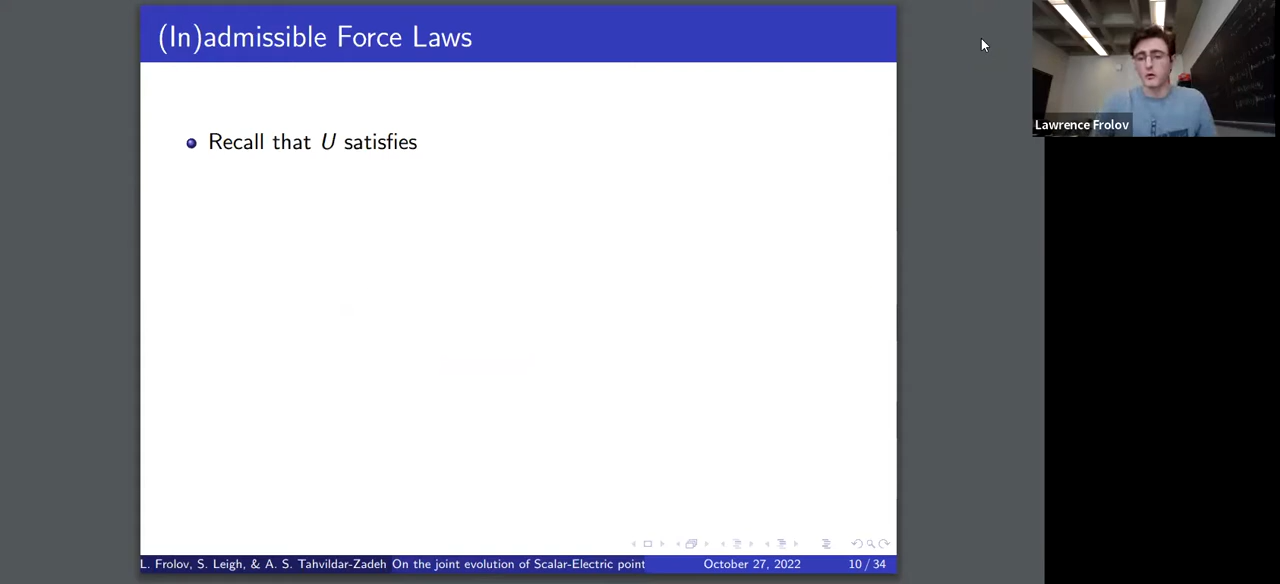 (In)admissible Force Laws
Recall that U satisfies
Lawrence Frolov
L. Frolov, S. Leigh, & A. S. Tahvildar-Zadeh On the joint evolution of Scalar-Electric point October 27, 2022 10 / 34